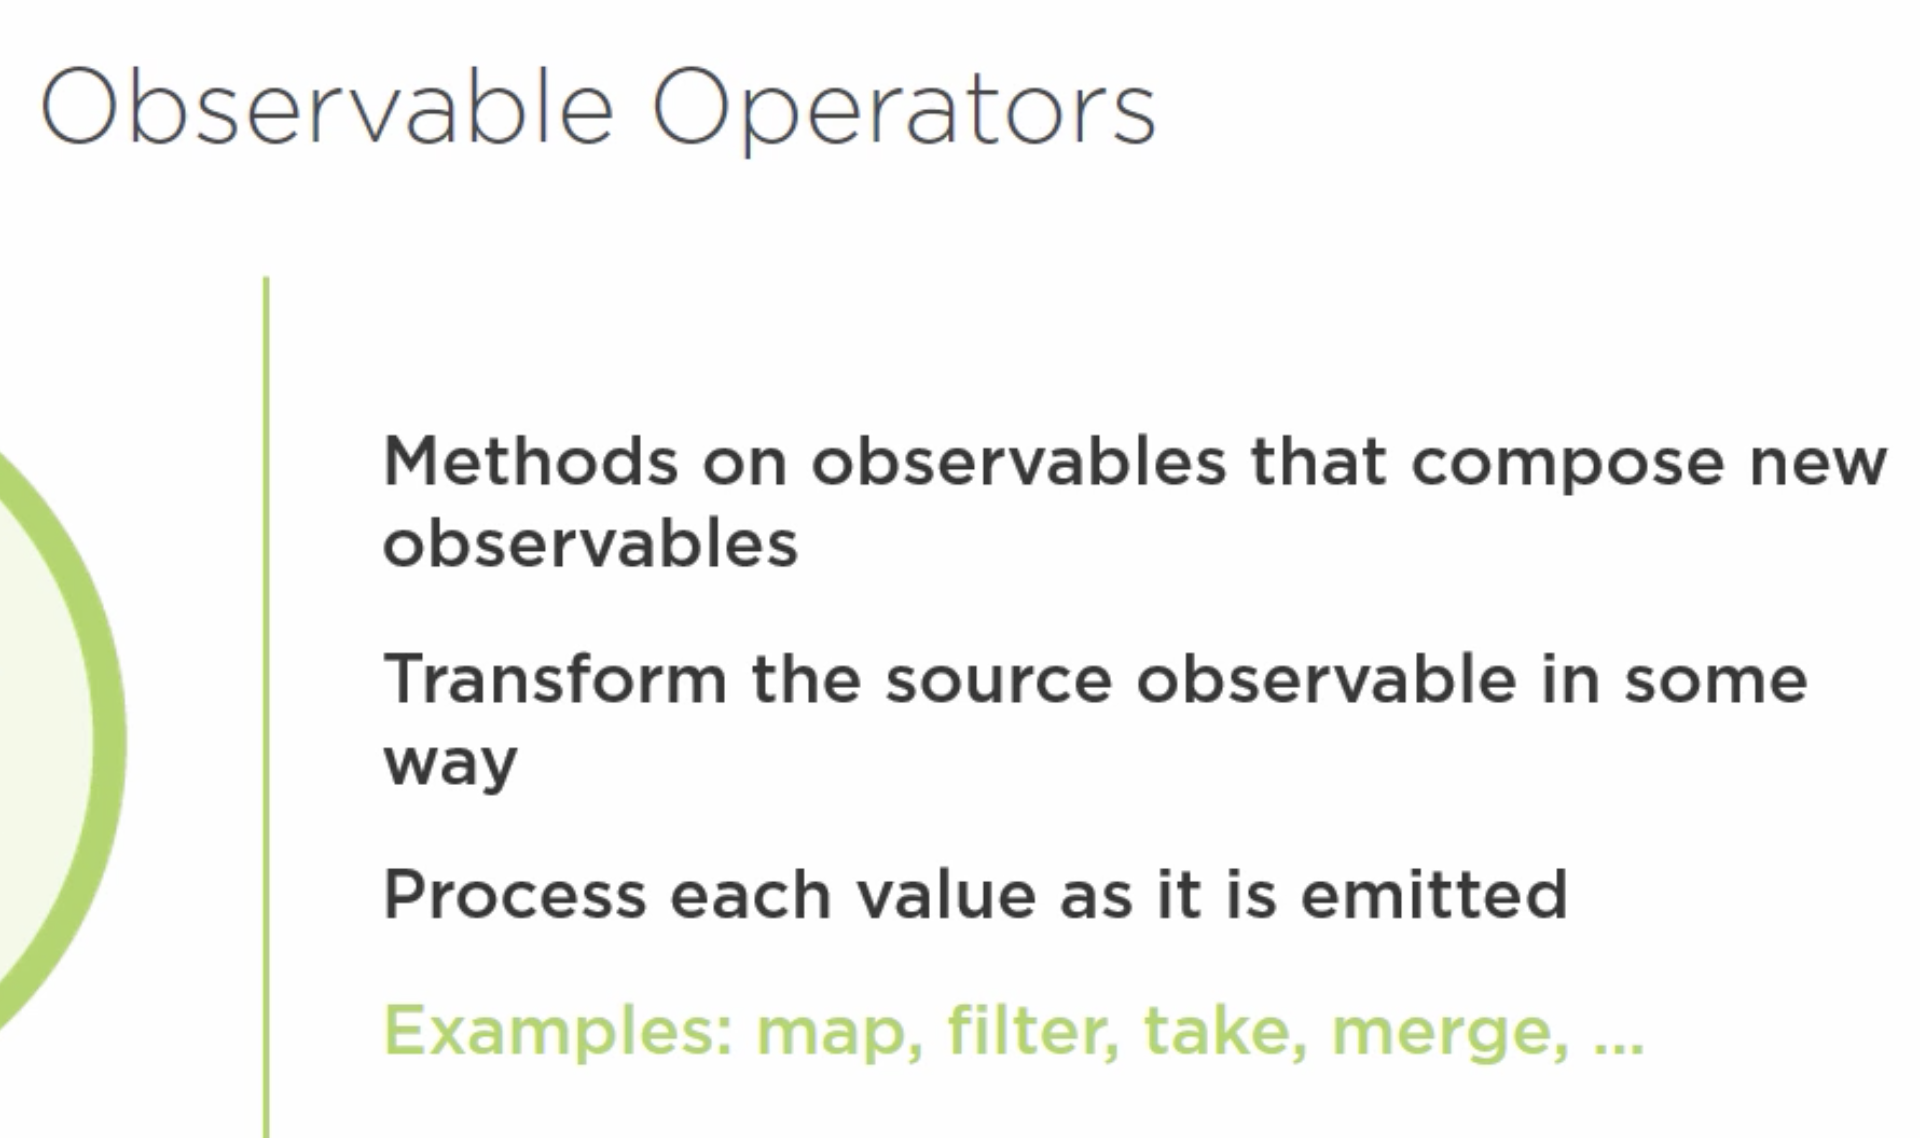 Observable Operators
Methods on observables that compose new
observables
Transform the source observable in some
way
Process each value as it is emitted
Examples: map, filter, take, merge, ...